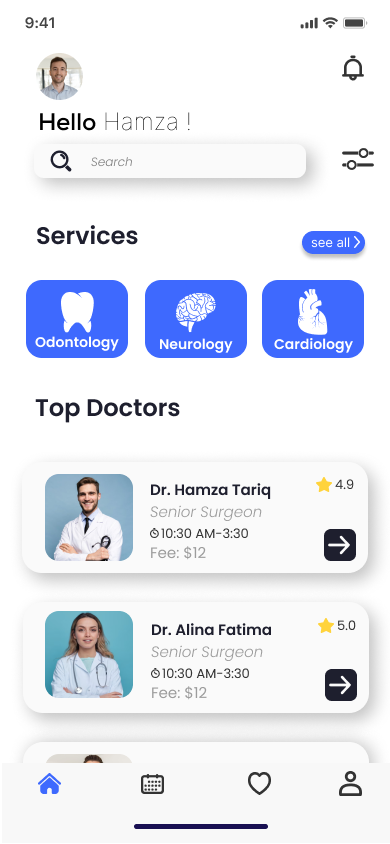 9:41
Hello Hamza !
Search
Services
see all
Odontology
Neurology
Cardiology
Top Doctors
Dr. Hamza Tariq
4.9
Senior Surgeon
10:30 AM-3:30
Fee: $12
Dr. Alina Fatima
5.0
Senior Surgeon
10:30 AM-3:30
Fee: $12